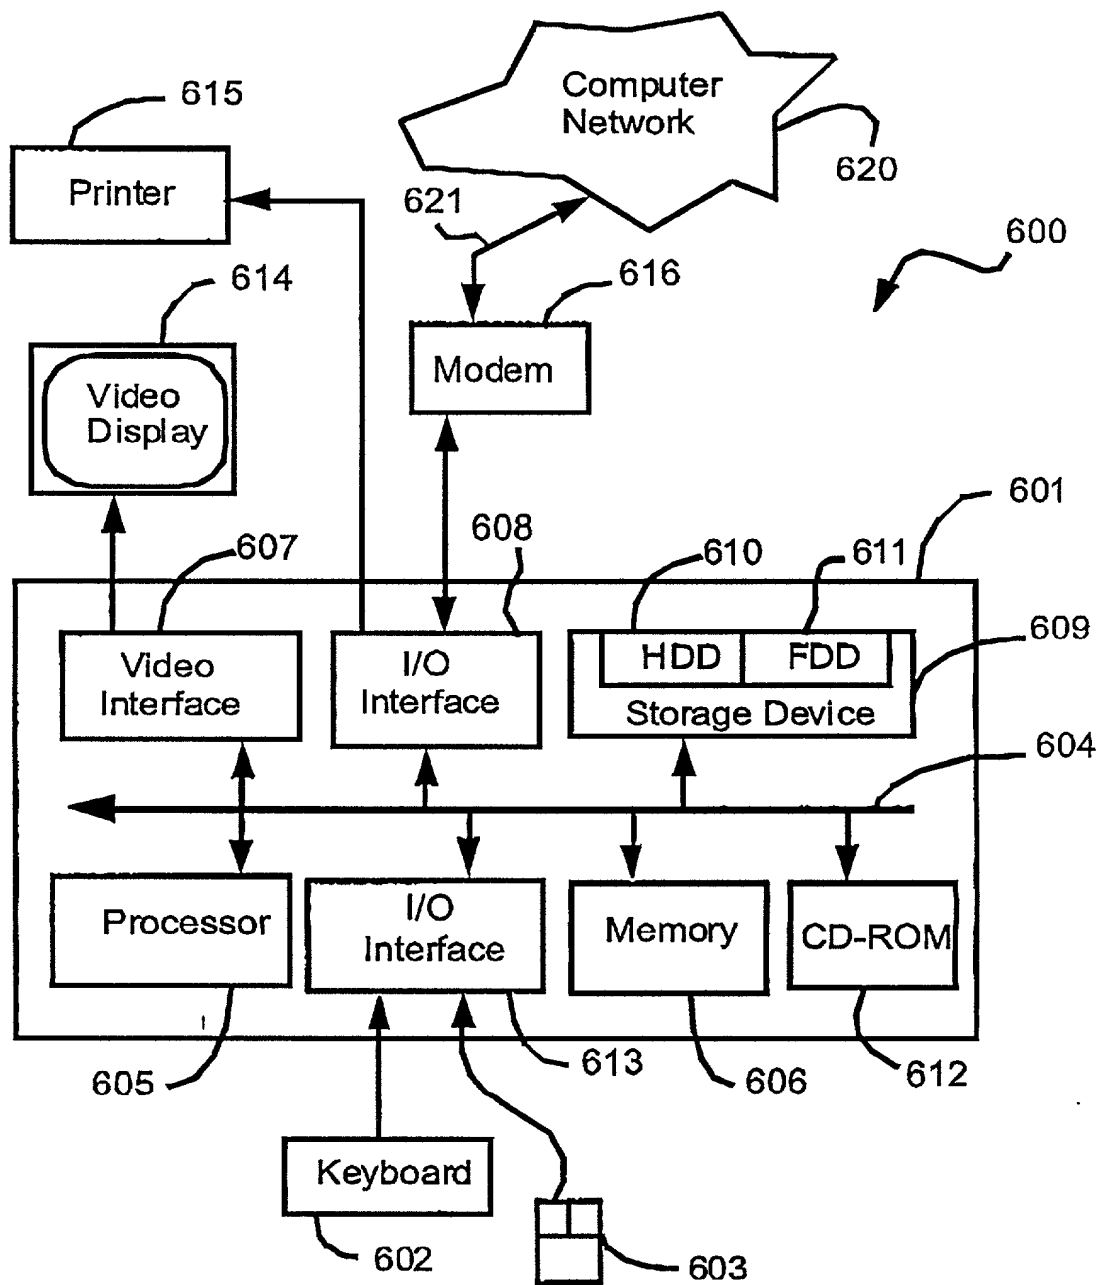 615
Printer
Computer
Network
620
621
600
614
616
Video
Display
Modem
601
607
608
610
611
609
Video
Interface
I/O
Interface
HDD
FDD
Storage Device
604
Processor
I/O
Interface
Memory
CD-ROM
605
613
606
612
Keyboard
602
603